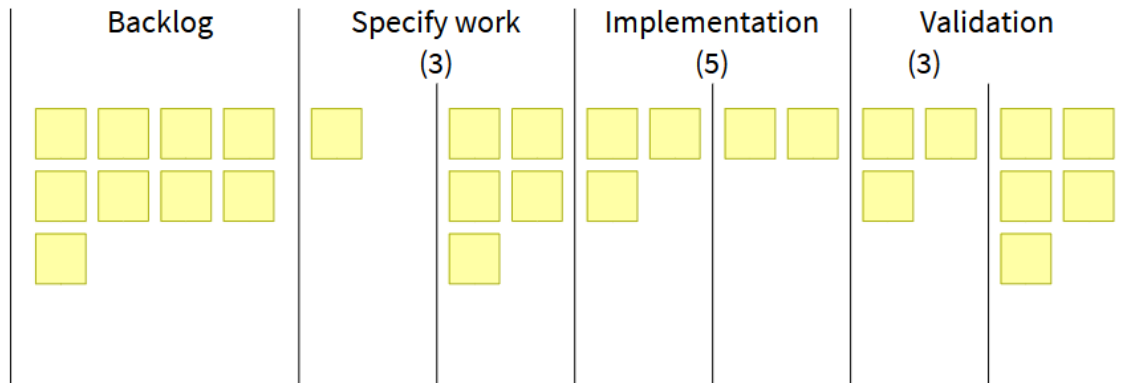 Backlog
Specify work
(3)
Implementation
(5)
Validation
(3)